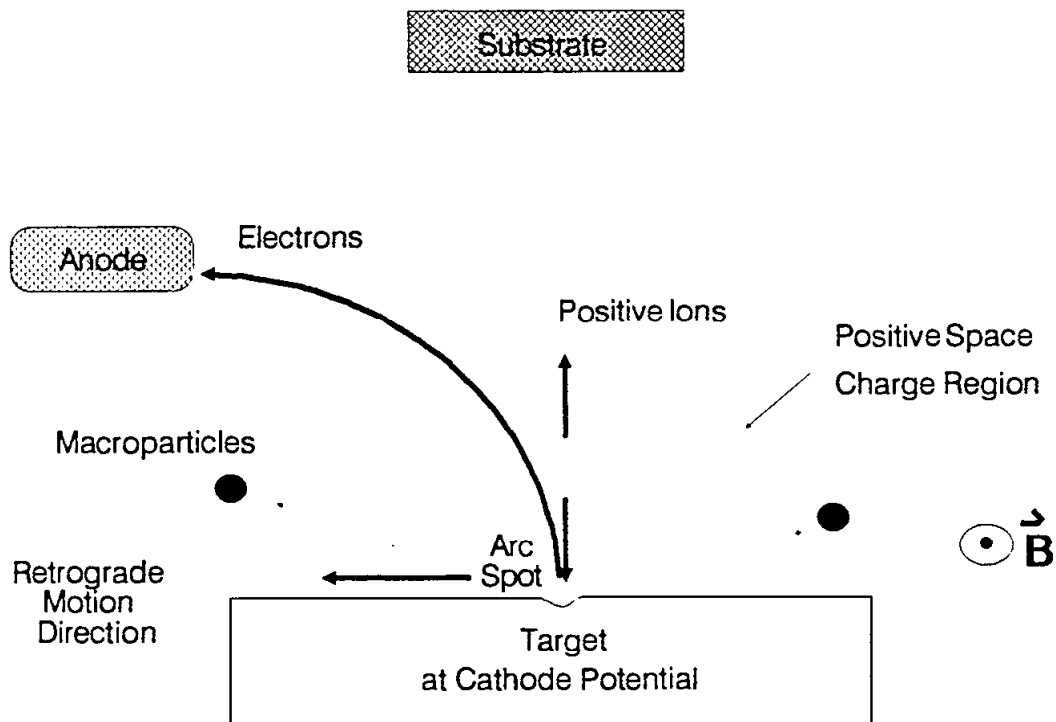 Substrate
Electrons
Anode
Positive Ions
Positive Space
Charge Region
Macroparticles
Arc
Spot
B
Retrograde
Motion
Direction
Target
at Cathode Potential